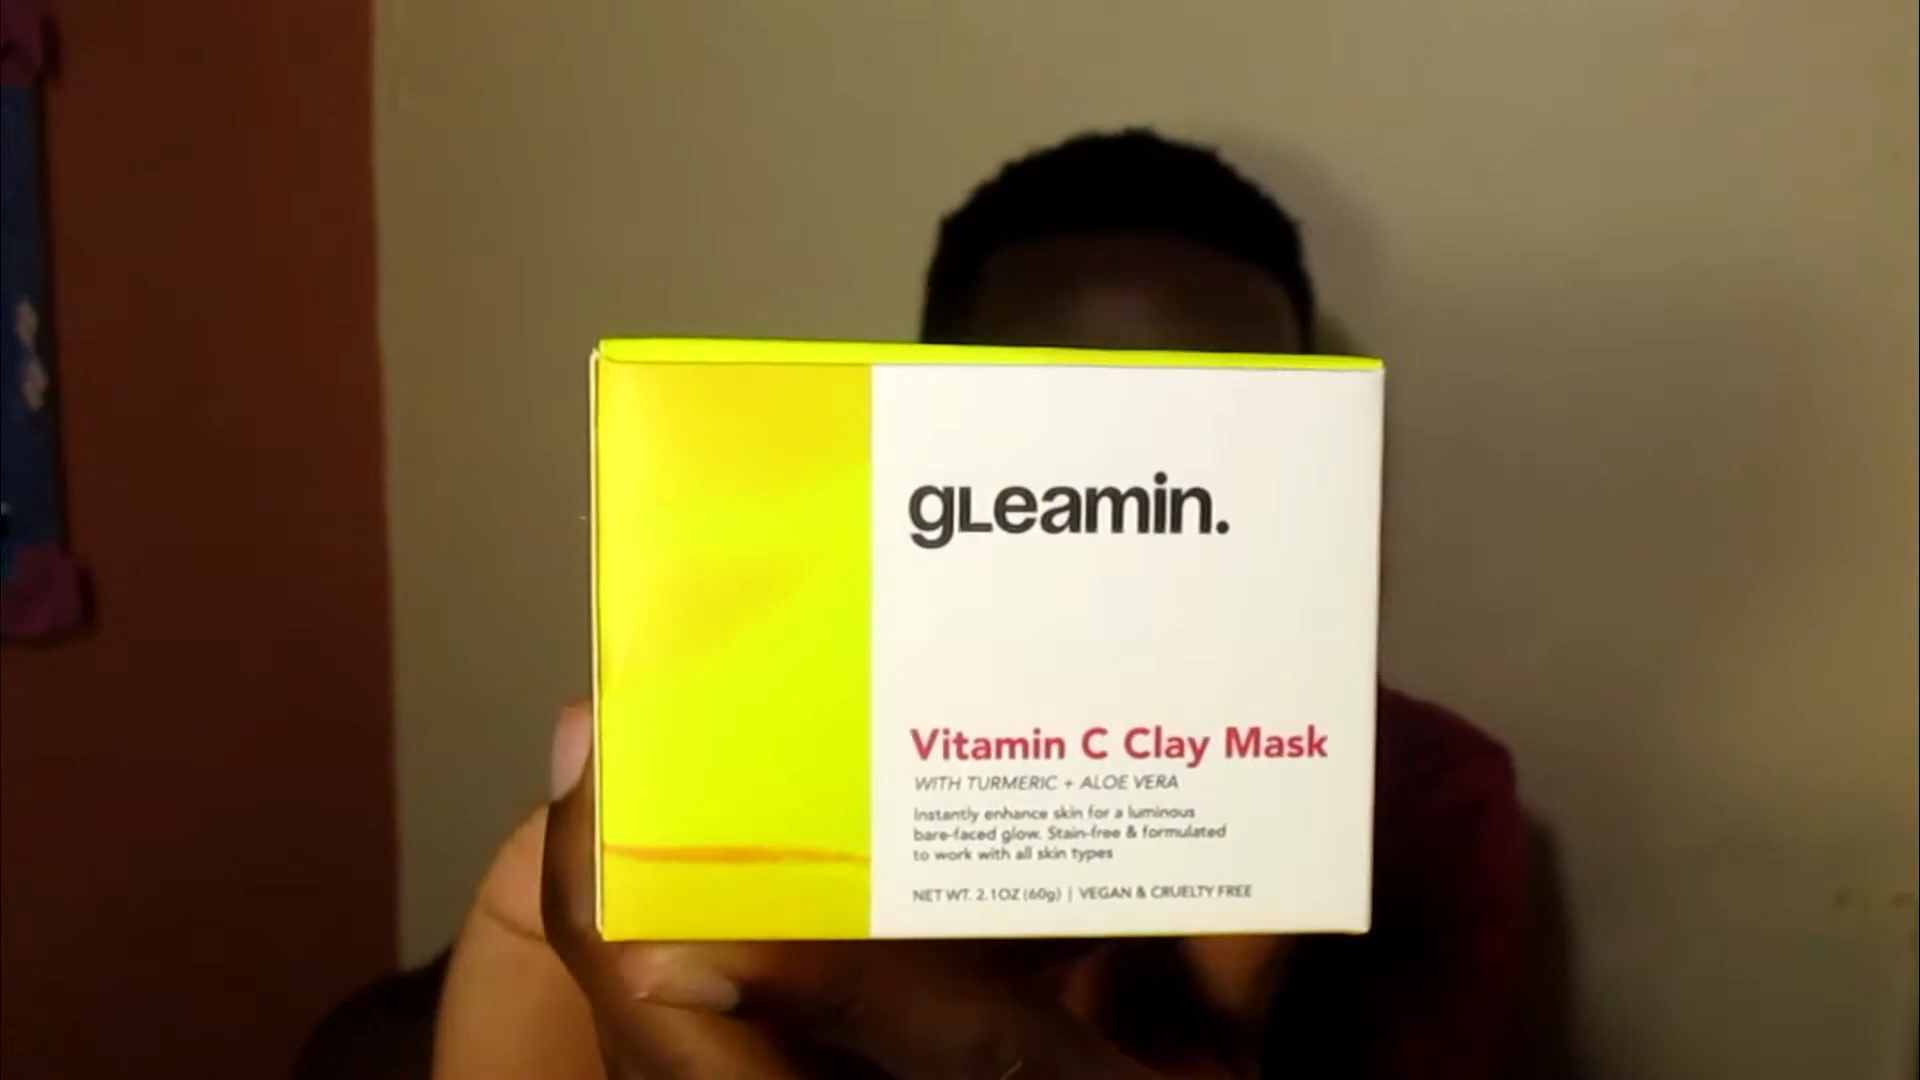 gLeamin.
Vitamin C Clay Mask
WITH TURMERIC + ALOE VERA
Instantly enhance skin for a luminous
bare-faced glow. Stain-free & formulated
to work with all skin types
NET WT. 2.1OZ (60g) | VEGAN & CRUELTY FREE